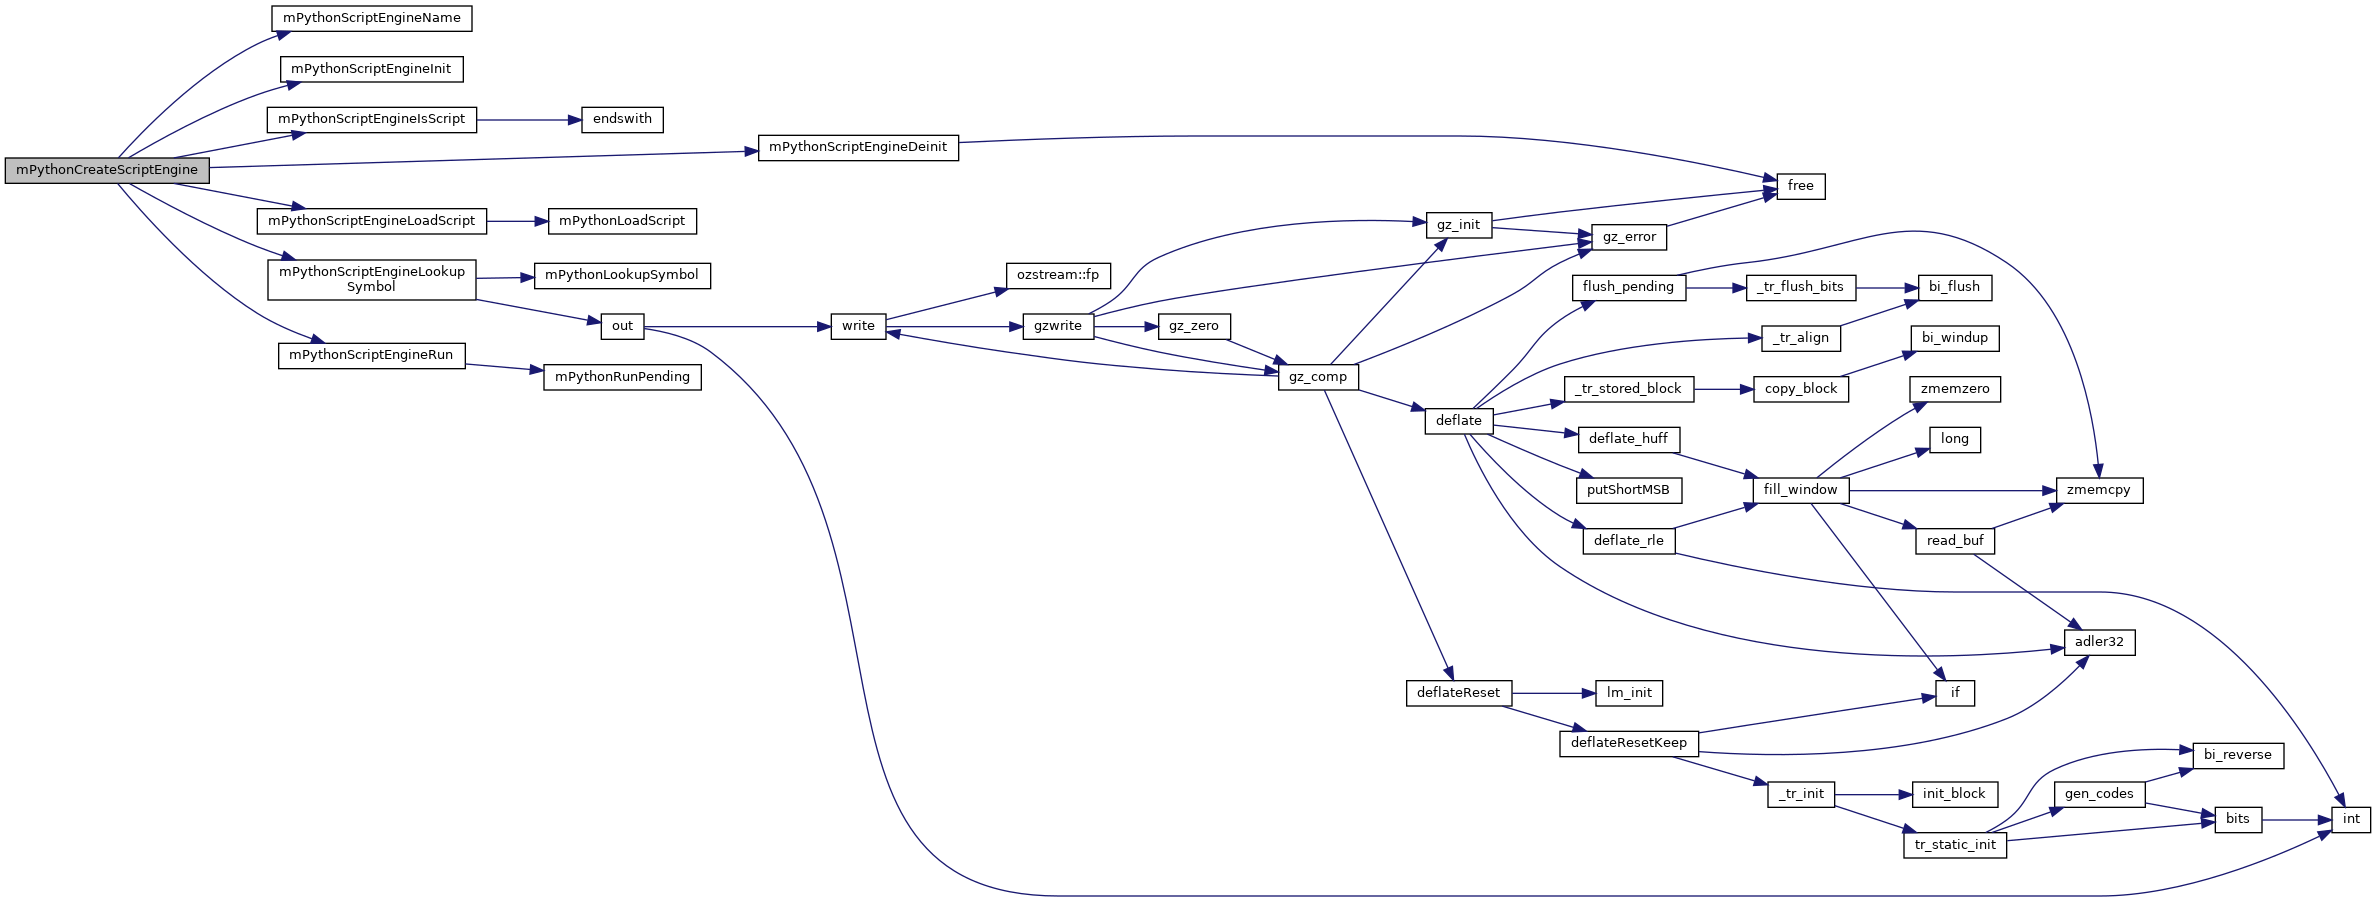 mPythonCreateScriptEngine
mPythonScriptEngineName
mPythonScriptEngineInit
mPythonScriptEngineIsScript
endswith
mPythonScriptEngineDeinit
mPythonScriptEngineLoadScript
mPythonLoadScript
mPythonScriptEngineLookup
Symbol
mPythonLookupSymbol
out
mPythonScriptEngineRun
mPythonRunPending
write
ozstream::fp
gzwrite
gz_zero
gz_comp
gz_init
gz_error
free
deflate
flush_pending
_tr_flush_bits
bi_flush
_tr_align
_tr_stored_block
copy_block
bi_windup
deflate_huff
putShortMSB
deflate_rle
fill_window
zmemzero
long
zmemcpy
read_buf
adler32
if
deflateReset
lm_init
deflateResetKeep
_tr_init
init_block
tr_static_init
gen_codes
bi_reverse
bits
int